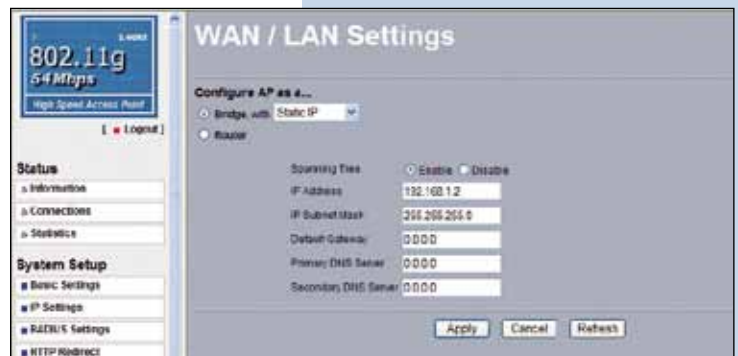 802.11g
54Mbps
High Speed Access Point
[ Logout ]
Status
Information
Connections
Statistics
System Setup
Basic Settings
IP Settings
RADIUS Settings
HTTP Redirect
WAN / LAN Settings
Configure AP as a...
Bridge, with Static IP
Router
Spanning Tree Enable Disable
IP Address 192.168.1.2
IP Subnet Mask 255.255.255.0
Default Gateway 0.0.0.0
Primary DNS Server 0.0.0.0
Secondary DNS Server 0.0.0.0
Apply Cancel Refresh